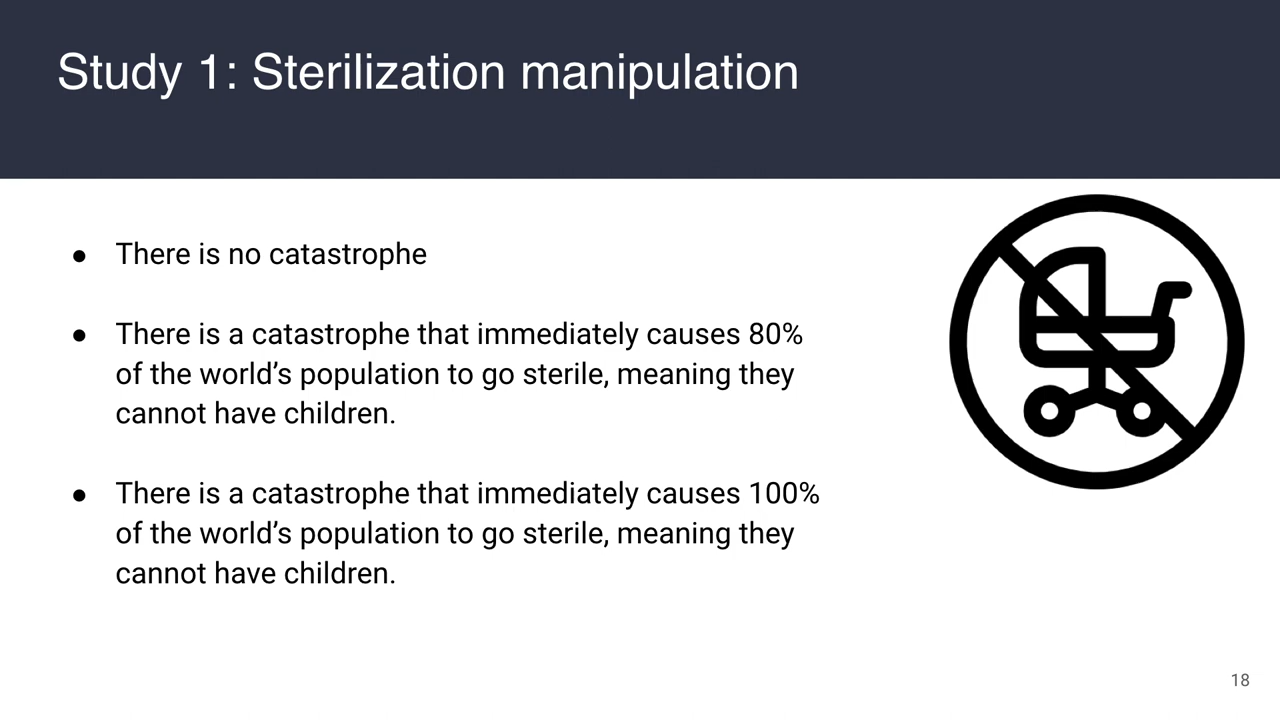 Study 1: Sterilization manipulation
● There is no catastrophe
● There is a catastrophe that immediately causes 80%
of the world’s population to go sterile, meaning they
cannot have children.
● There is a catastrophe that immediately causes 100%
of the world’s population to go sterile, meaning they
cannot have children.
18